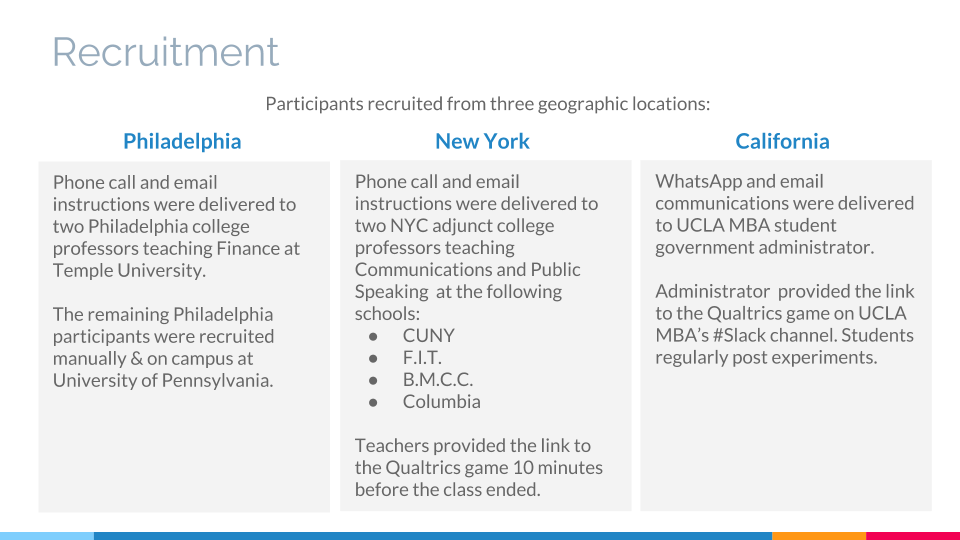 Recruitment
Participants recruited from three geographic locations:
Philadelphia
Phone call and email
instructions were delivered to
two Philadelphia college
professors teaching Finance at
Temple University.
The remaining Philadelphia
participants were recruited
manually & on campus at
University of Pennsylvania.
New York
Phone call and email
instructions were delivered to
two NYC adjunct college
professors teaching
Communications and Public
Speaking  at the following
schools:
● CUNY
● F.I.T.
● B.M.C.C.
● Columbia
Teachers provided the link to
the Qualtrics game 10 minutes
before the class ended.
California
WhatsApp and email
communications were delivered
to UCLA MBA student
government administrator.
Administrator  provided the link
to the Qualtrics game on UCLA
MBA's #Slack channel. Students
regularly post experiments.